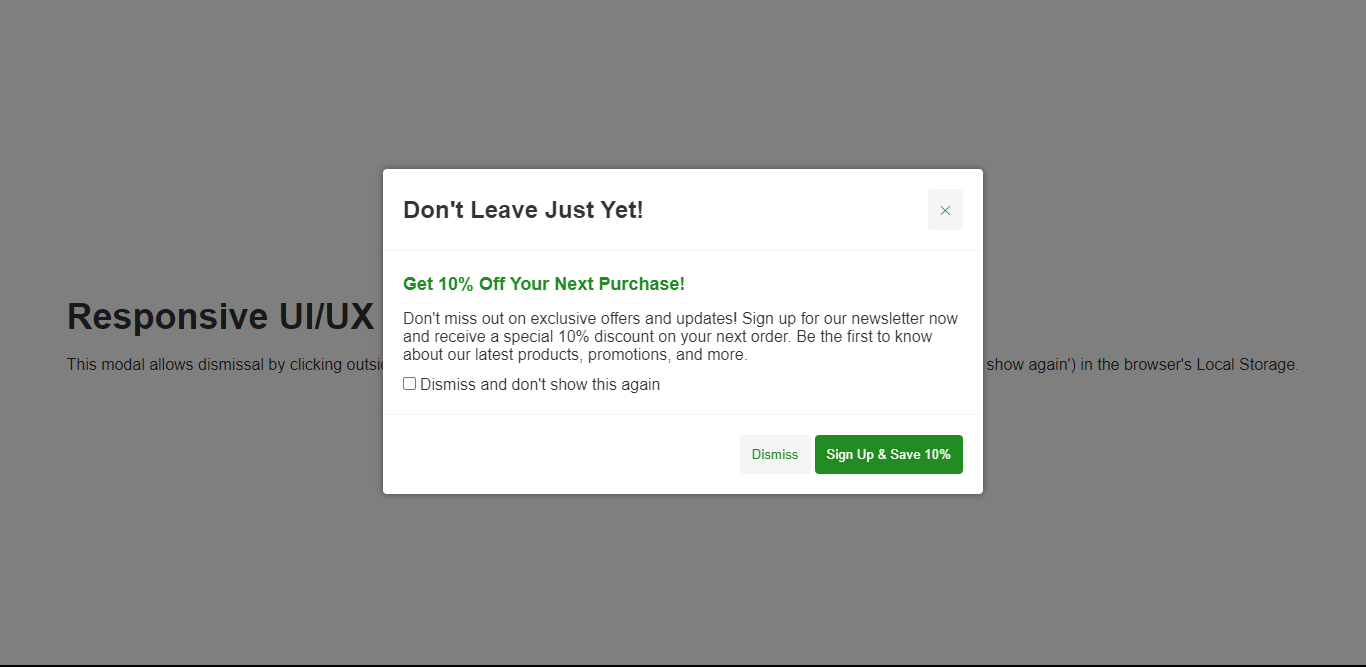 Don't Leave Just Yet!
×
Get 10% Off Your Next Purchase!
Don't miss out on exclusive offers and updates! Sign up for our newsletter now
and receive a special 10% discount on your next order. Be the first to know
about our latest products, promotions, and more.
Dismiss and don't show this again
Dismiss Sign Up & Save 10%
Responsive UI/UX
This modal allows dismissal by clicking show again') in the browser's Local Storage.